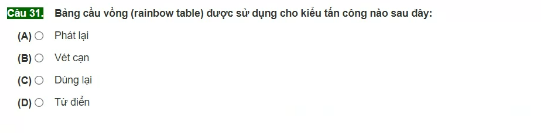 Câu 31. Bảng cầu vồng (rainbow table) được sử dụng cho kiểu tấn công nào sau đây:
(A) Phát lại
(B) Vét cạn
(C) Dùng lại
(D) Từ điển